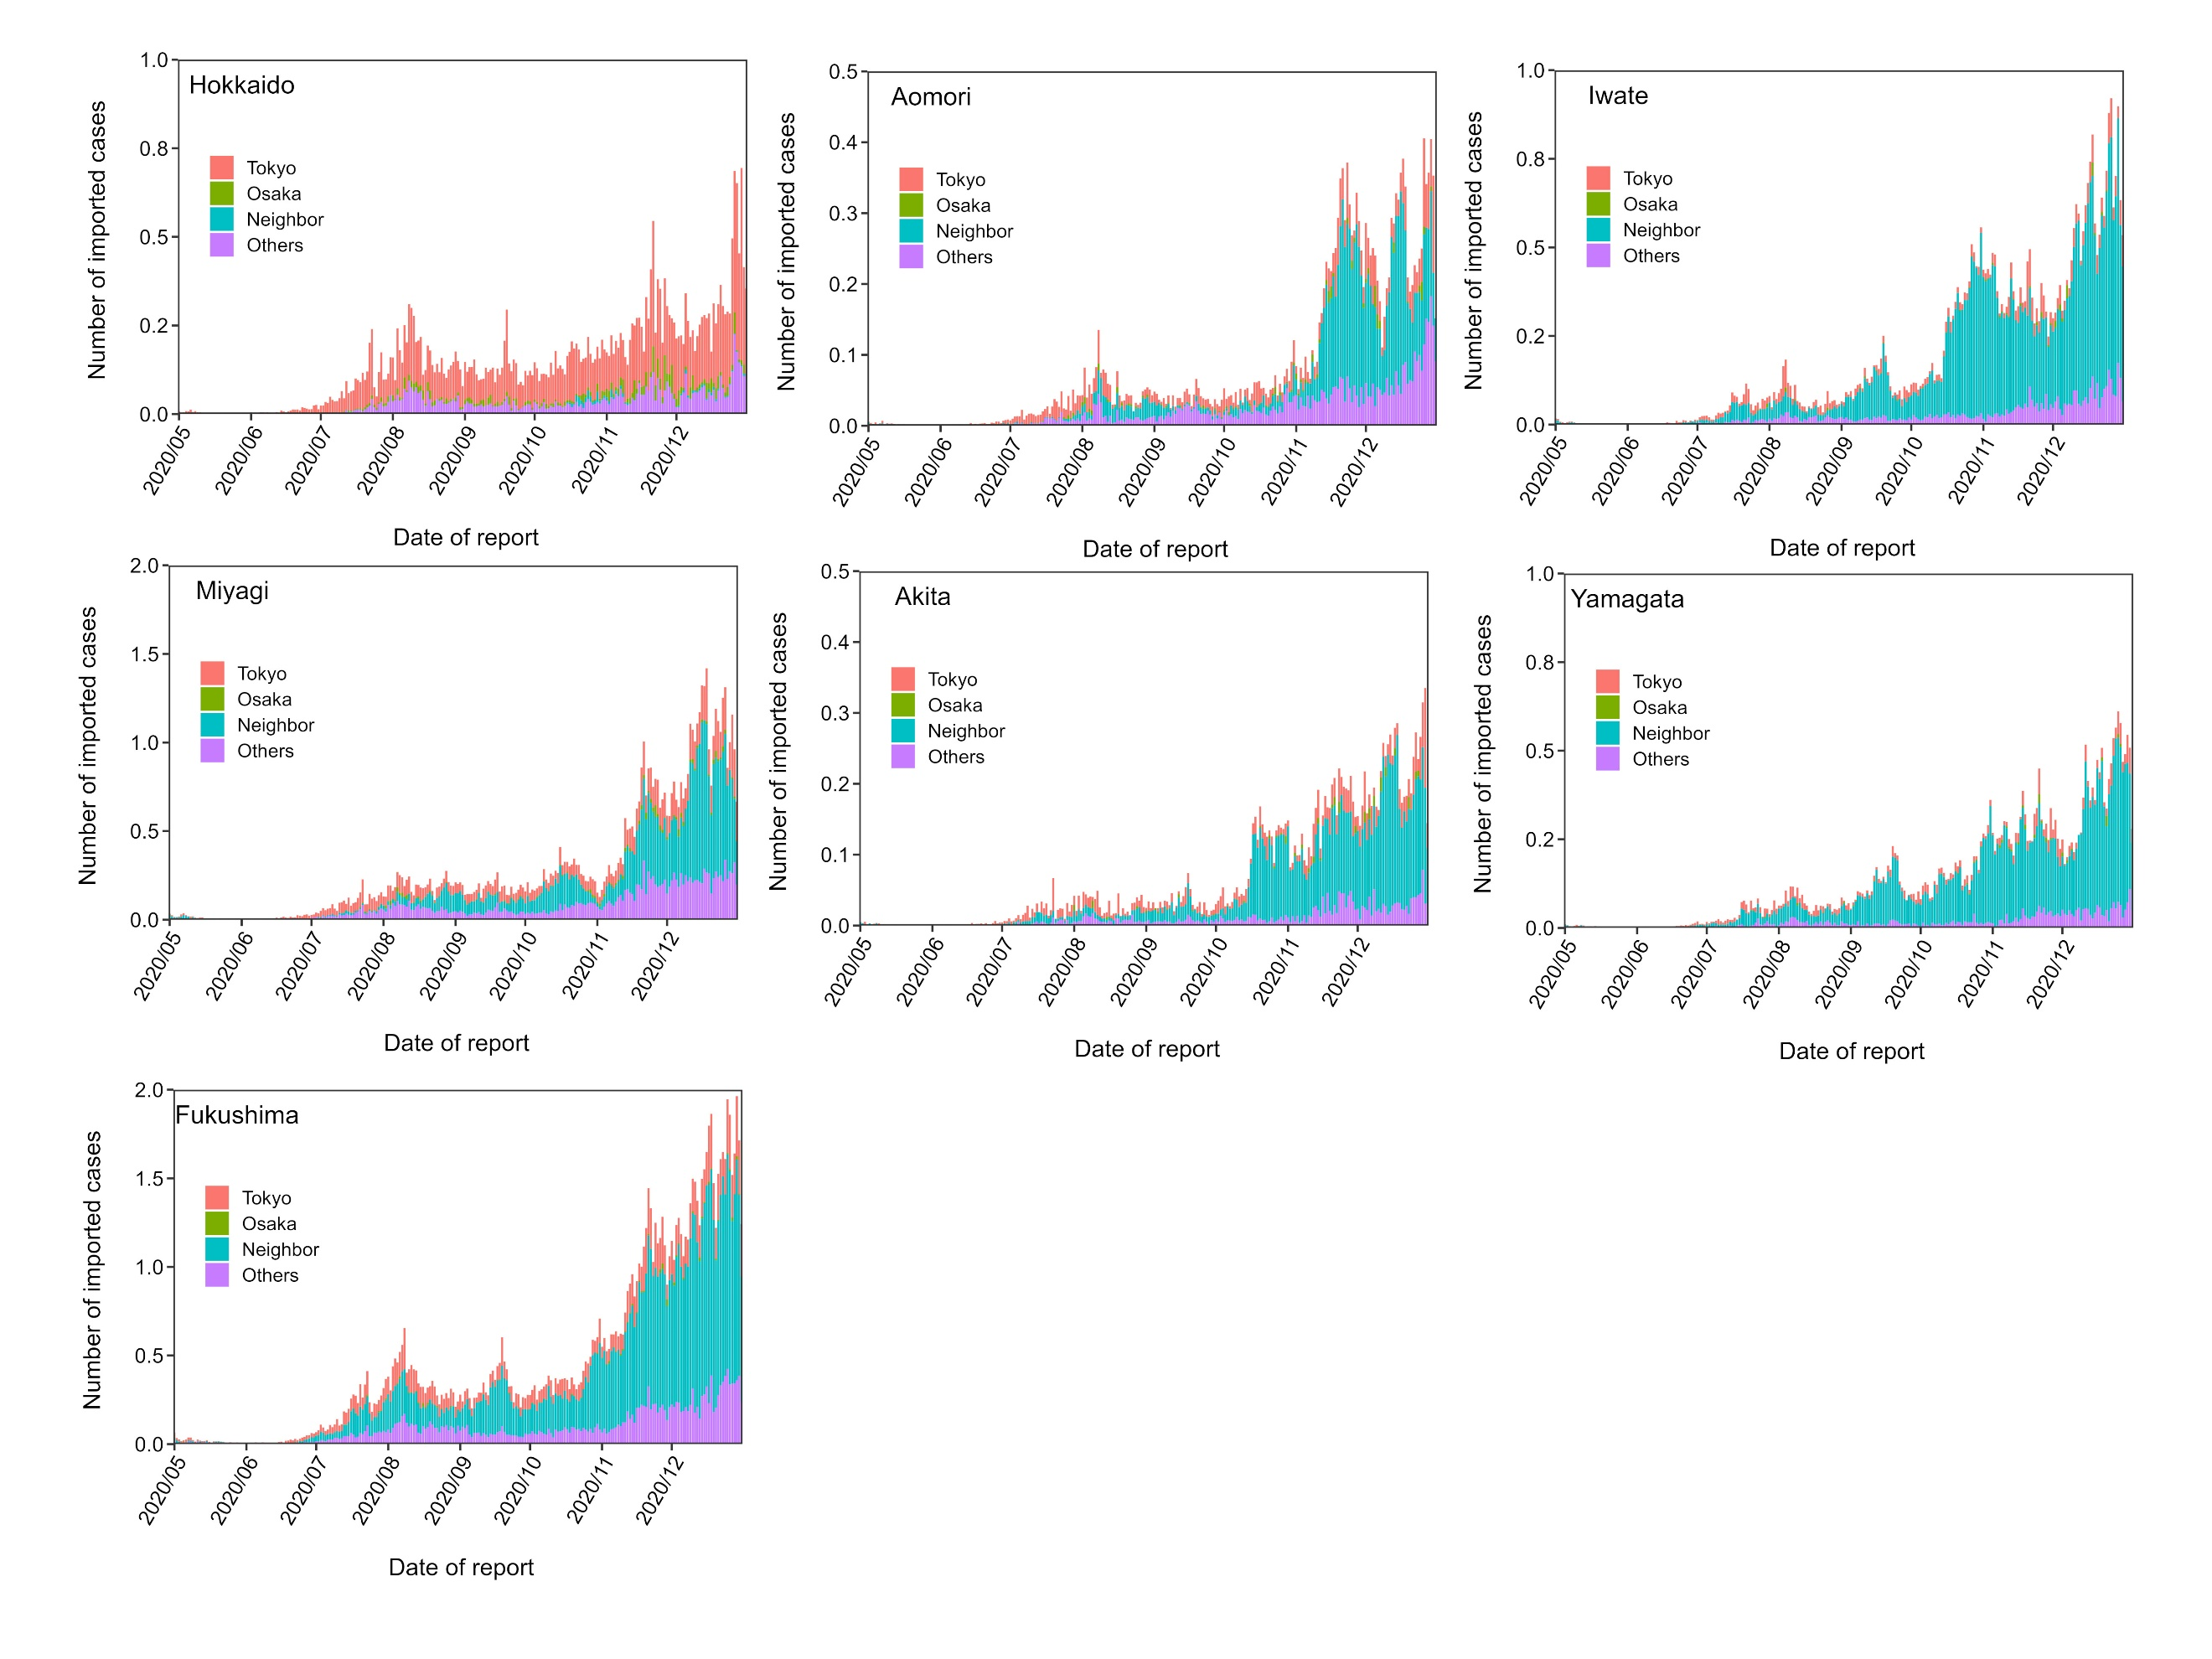 Hokkaido
Number of imported cases
1.0
0.8
0.5
0.2
0.0
Tokyo
Osaka
Neighbor
Others
2020/05
2020/06
2020/07
2020/08
2020/09
2020/10
2020/11
2020/12
Date of report
Aomori
Number of imported cases
0.5
0.4
0.3
0.2
0.1
0.0
Tokyo
Osaka
Neighbor
Others
2020/05
2020/06
2020/07
2020/08
2020/09
2020/10
2020/11
2020/12
Date of report
Iwate
Number of imported cases
1.0
0.8
0.5
0.2
0.0
Tokyo
Osaka
Neighbor
Others
2020/05
2020/06
2020/07
2020/08
2020/09
2020/10
2020/11
2020/12
Date of report
Miyagi
Number of imported cases
2.0
1.5
1.0
0.5
0.0
Tokyo
Osaka
Neighbor
Others
2020/05
2020/06
2020/07
2020/08
2020/09
2020/10
2020/11
2020/12
Date of report
Akita
Number of imported cases
0.5
0.4
0.3
0.2
0.1
0.0
Tokyo
Osaka
Neighbor
Others
2020/05
2020/06
2020/07
2020/08
2020/09
2020/10
2020/11
2020/12
Date of report
Yamagata
Number of imported cases
1.0
0.8
0.5
0.2
0.0
Tokyo
Osaka
Neighbor
Others
2020/05
2020/06
2020/07
2020/08
2020/09
2020/10
2020/11
2020/12
Date of report
Fukushima
Number of imported cases
2.0
1.5
1.0
0.5
0.0
Tokyo
Osaka
Neighbor
Others
2020/05
2020/06
2020/07
2020/08
2020/09
2020/10
2020/11
2020/12
Date of report